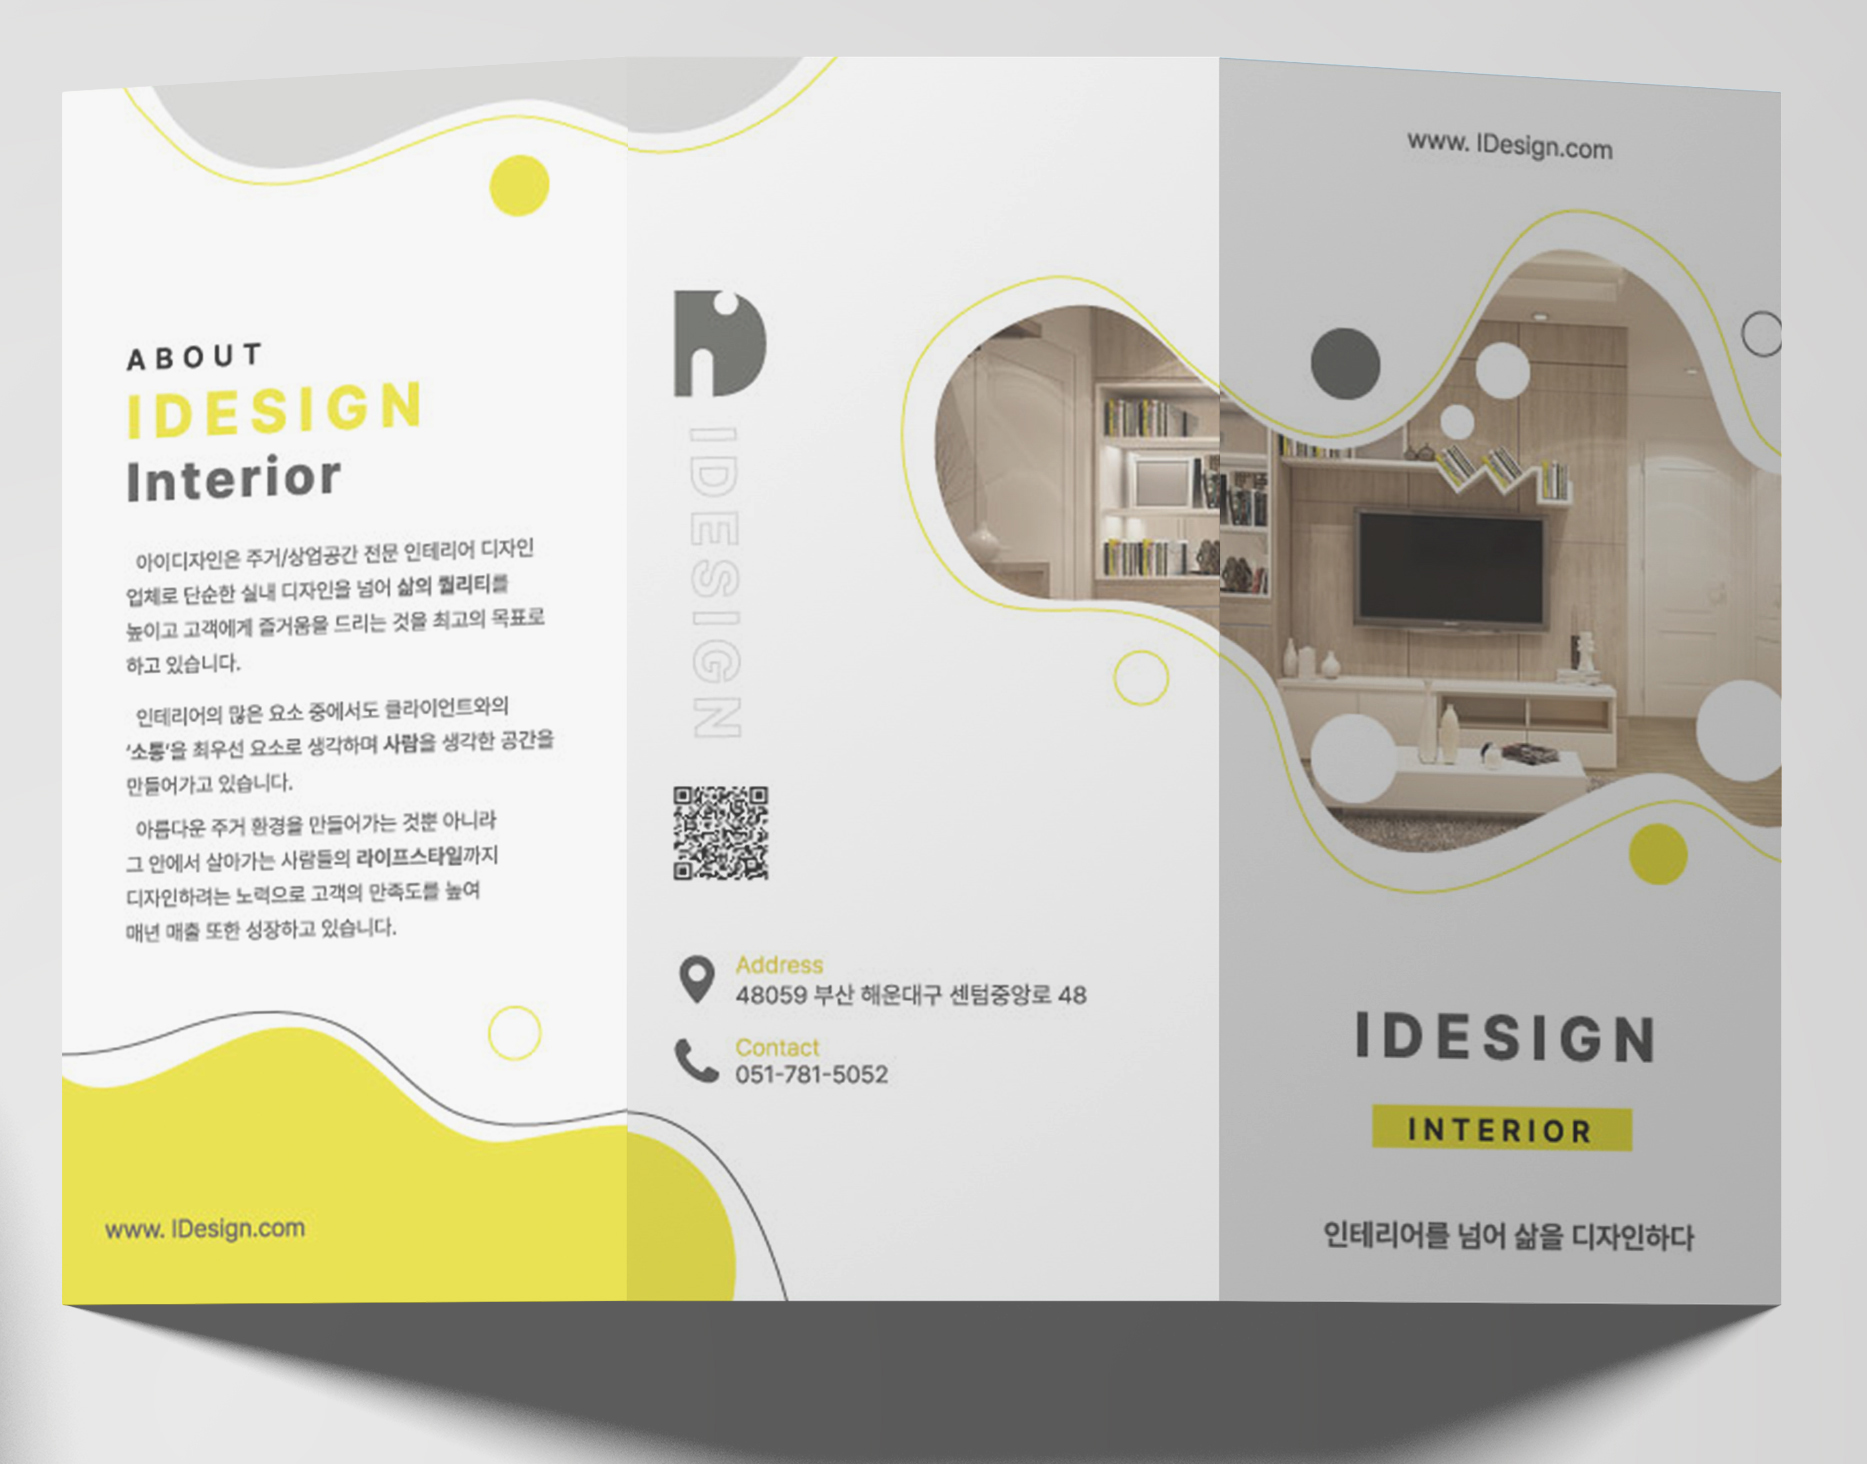 ABOUT
IDESIGN
Interior
아이디자인은 주거/상업공간 전문 인테리어 디자인
업체로 단순한 실내 디자인을 넘어 삶의 퀄리티를
높이고 고객에게 즐거움을 드리는 것을 최고의 목표로
하고 있습니다.
인테리어의 많은 요소 중에서도 클라이언트와의
'소통'을 최우선 요소로 생각하며 사람을 생각한 공간을
만들어가고 있습니다.
아름다운 주거 환경을 만들어가는 것뿐 아니라
그 안에서 살아가는 사람들의 라이프스타일까지
디자인하려는 노력으로 고객의 만족도를 높여
매년 매출 또한 성장하고 있습니다.
www. IDesign.com
IDESIGN
Address
48059 부산 해운대구 센텀중앙로 48
Contact
051-781-5052
www. IDesign.com
IDESIGN
INTERIOR
인테리어를 넘어 삶을 디자인하다